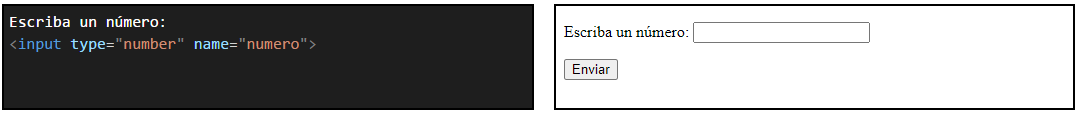 Escriba un número:
<input type="number" name="numero">
Escriba un número:
Enviar